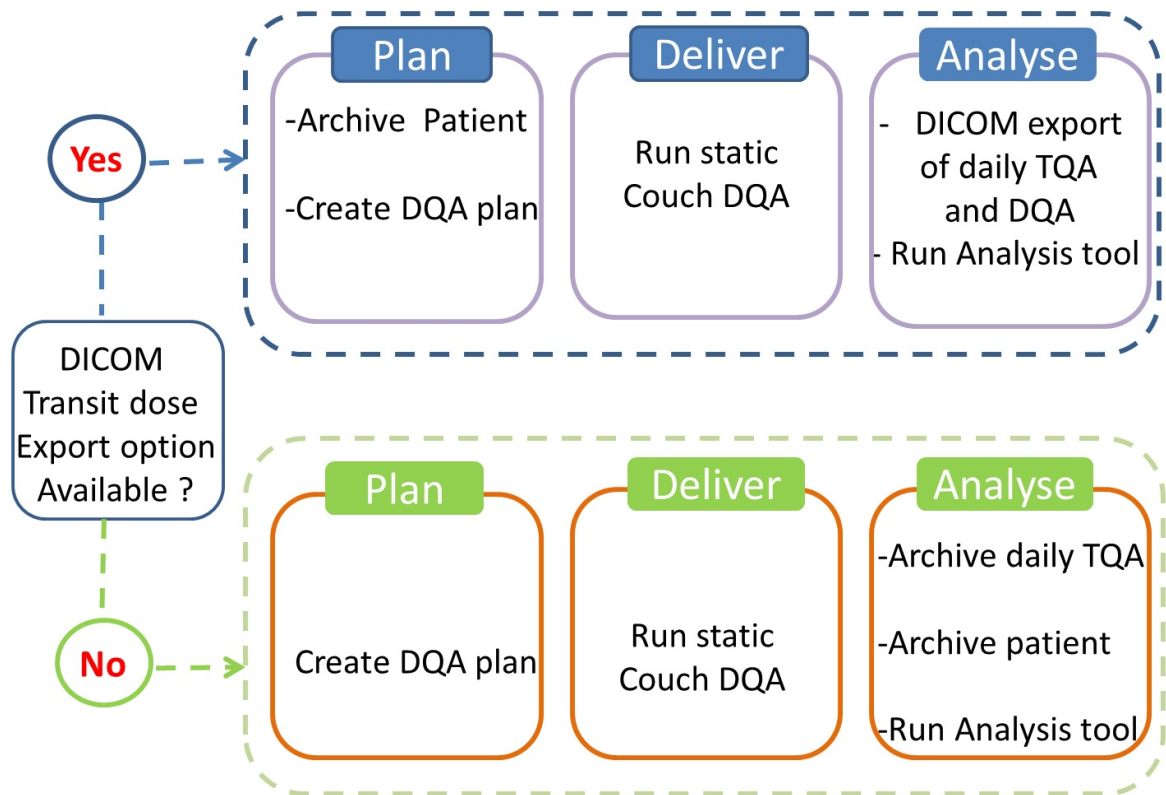 Plan
-Archive Patient
-Create DQA plan
Deliver
Run static
Couch DQA
Analyse
- DICOM export
of daily TQA
and DQA
- Run Analysis tool
Yes
DICOM
Transit dose
Export option
Available ?
No
Plan
Create DQA plan
Deliver
Run static
Couch DQA
Analyse
-Archive daily TQA
-Archive patient
-Run Analysis tool